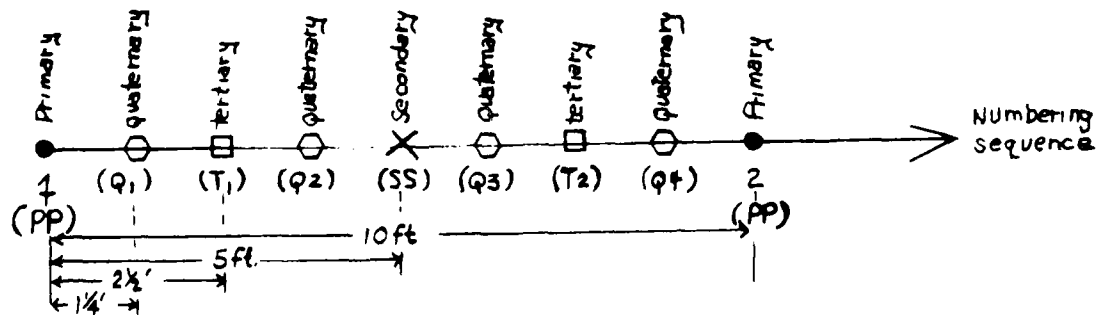 Primary
quaternary
tertiary
quaternary
Secondary
quaternary
tertiary
quaternary
Primary
Numbering
sequence
1 (Q1) (T1) (Q2) (SS) (Q3) (T2) (Q4) 2
(PP) (PP)
10 ft
5 ft.
2½'
1¼'